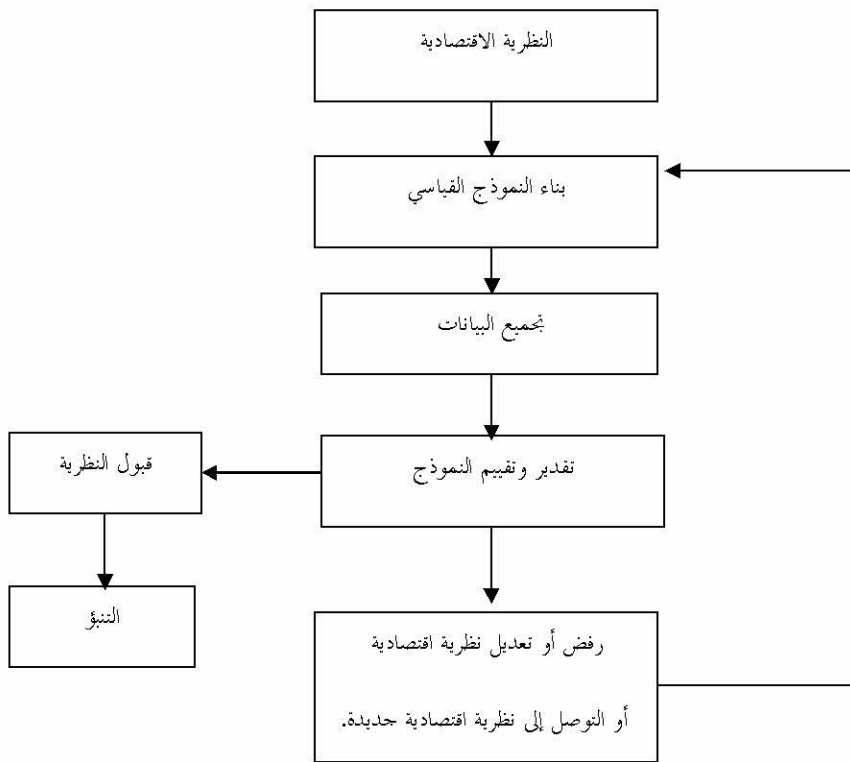 النظرية الاقتصادية
بناء النموذج القياسي
تجميع البيانات
تقدير وتقييم النموذج
قبول النظرية
التنبؤ
رفض أو تعديل نظرية اقتصادية
أو التوصل إلى نظرية اقتصادية جديدة.